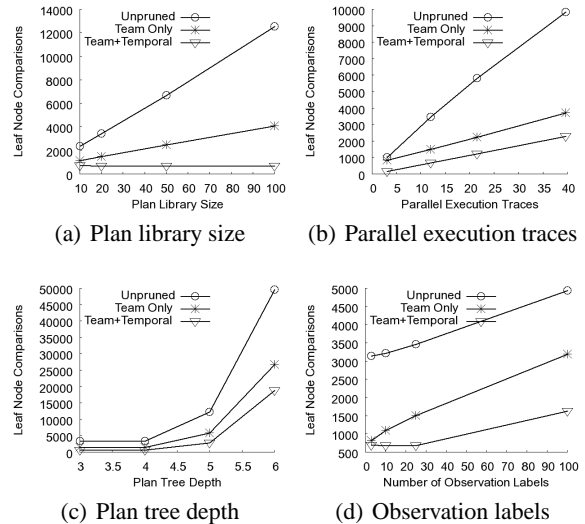 14000
12000
10000
8000
6000
4000
2000
0
Leaf Node Comparisons
Unpruned
Team Only
Team+Temporal
10 20 30 40 50 60 70 80 90 100
Plan Library Size
(a) Plan library size
10000
9000
8000
7000
6000
5000
4000
3000
2000
1000
0
Leaf Node Comparisons
Unpruned
Team Only
Team+Temporal
0 5 10 15 20 25 30 35 40
Parallel Execution Traces
(b) Parallel execution traces
50000
45000
40000
35000
30000
25000
20000
15000
10000
5000
0
Leaf Node Comparisons
Unpruned
Team Only
Team+Temporal
3 3.5 4 4.5 5 5.5 6
Plan Tree Depth
(c) Plan tree depth
5000
4500
4000
3500
3000
2500
2000
1500
1000
500
Leaf Node Comparisons
Unpruned
Team Only
Team+Temporal
0 10 20 30 40 50 60 70 80 90 100
Number of Observation Labels
(d) Observation labels